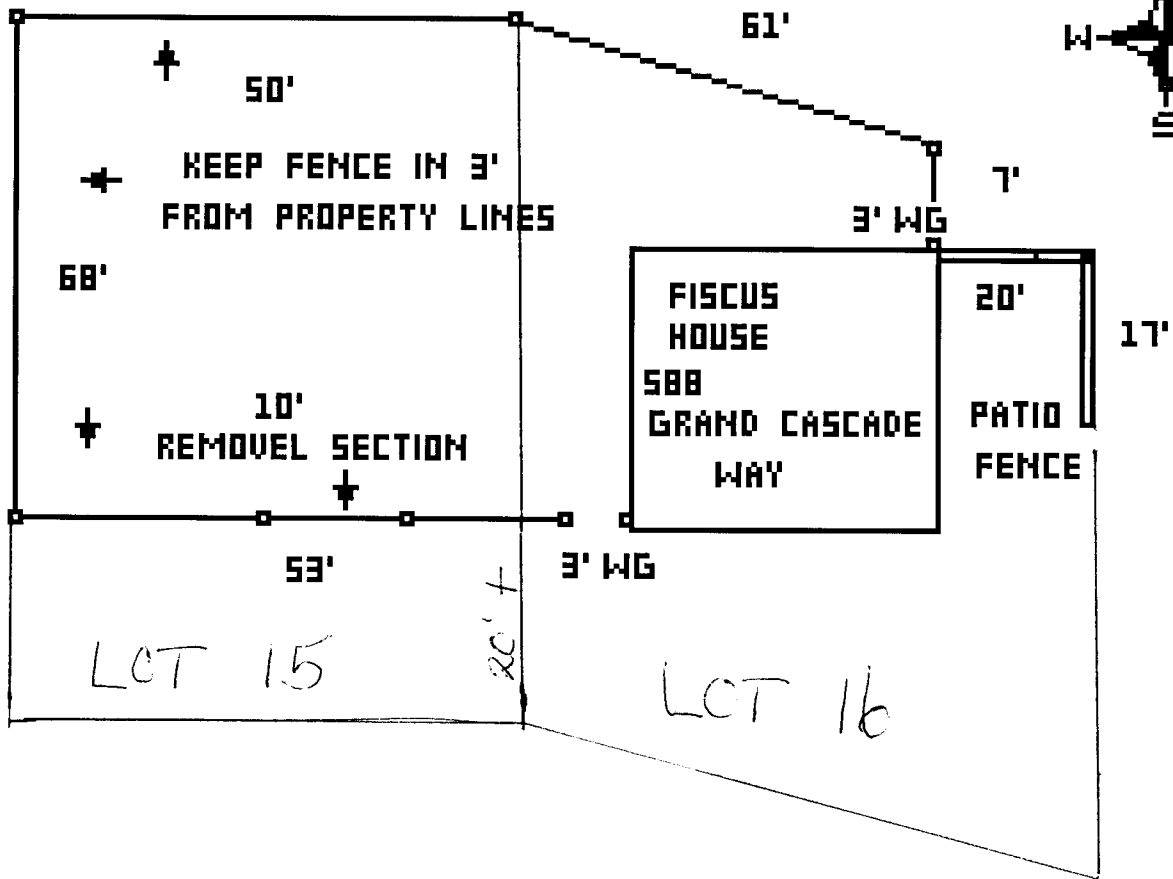 61'
W
S
50'
KEEP FENCE IN 3'
FROM PROPERTY LINES
7'
3' WG
68'
FISCUS
HOUSE
588
GRAND CASCADE
WAY
20'
17'
PATIO
FENCE
10'
REMOVEL SECTION
53'
3' WG
20' +
LOT 15
LOT 16